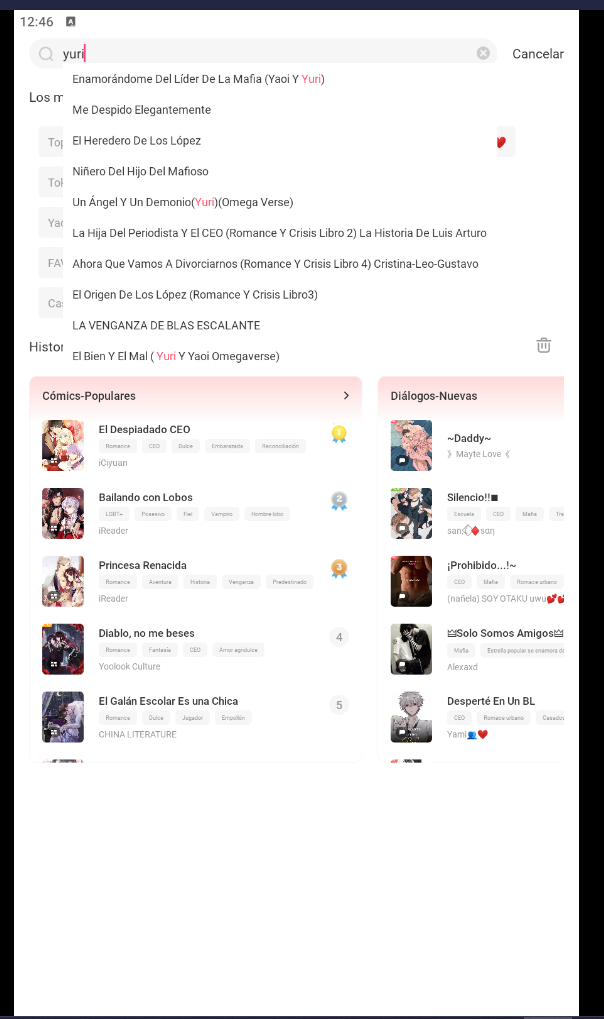 12:46 A
yuri
Cancelar
Enamorándome Del Líder De La Mafia (Yaoi Y Yuri)
Los m
Me Despido Elegantemente
Top
El Heredero De Los López
Niñero Del Hijo Del Mafioso
Tok
Un Ángel Y Un Demonio(Yuri)(Omega Verse)
Yao
La Hija Del Periodista Y El CEO (Romance Y Crisis Libro 2) La Historia De Luis Arturo
Ahora Que Vamos A Divorciarnos (Romance Y Crisis Libro 4) Cristina-Leo-Gustavo
FAV
El Origen De Los López (Romance Y Crisis Libro3)
Cas
LA VENGANZA DE BLAS ESCALANTE
Histor
El Bien Y El Mal ( Yuri Y Yaoi Omegaverse)
Cómics-Populares
El Despiadado CEO
1
Romance CEO Dulce Embarazada Reconciliación
iCiyuan
Bailando con Lobos
2
LGBT+ Posesivo Fiel Vampiro Hombre lobo
iReader
Princesa Renacida
3
Romance Aventura Historia Venganza Predestinado
iReader
Diablo, no me beses
4
Romance Fantasía CEO Amor agridulce
Yoolook Culture
El Galán Escolar Es una Chica
5
Romance Dulce Jugador Empollón
CHINA LITERATURE
Diálogos-Nuevas
~Daddy~
》Mayte Love《
Silencio!!■
Escuela CEO Mafia Tre
¡Prohibido...!~
CEO Mafia Romace urbano
(nañela) SOY OTAKU uwu💕💕
👑Solo Somos Amigos👑
Mafia Estrella popular se enamora de
Alexaxd
Desperté En Un BL
CEO Romace urbano Casados
Yami👥❤️